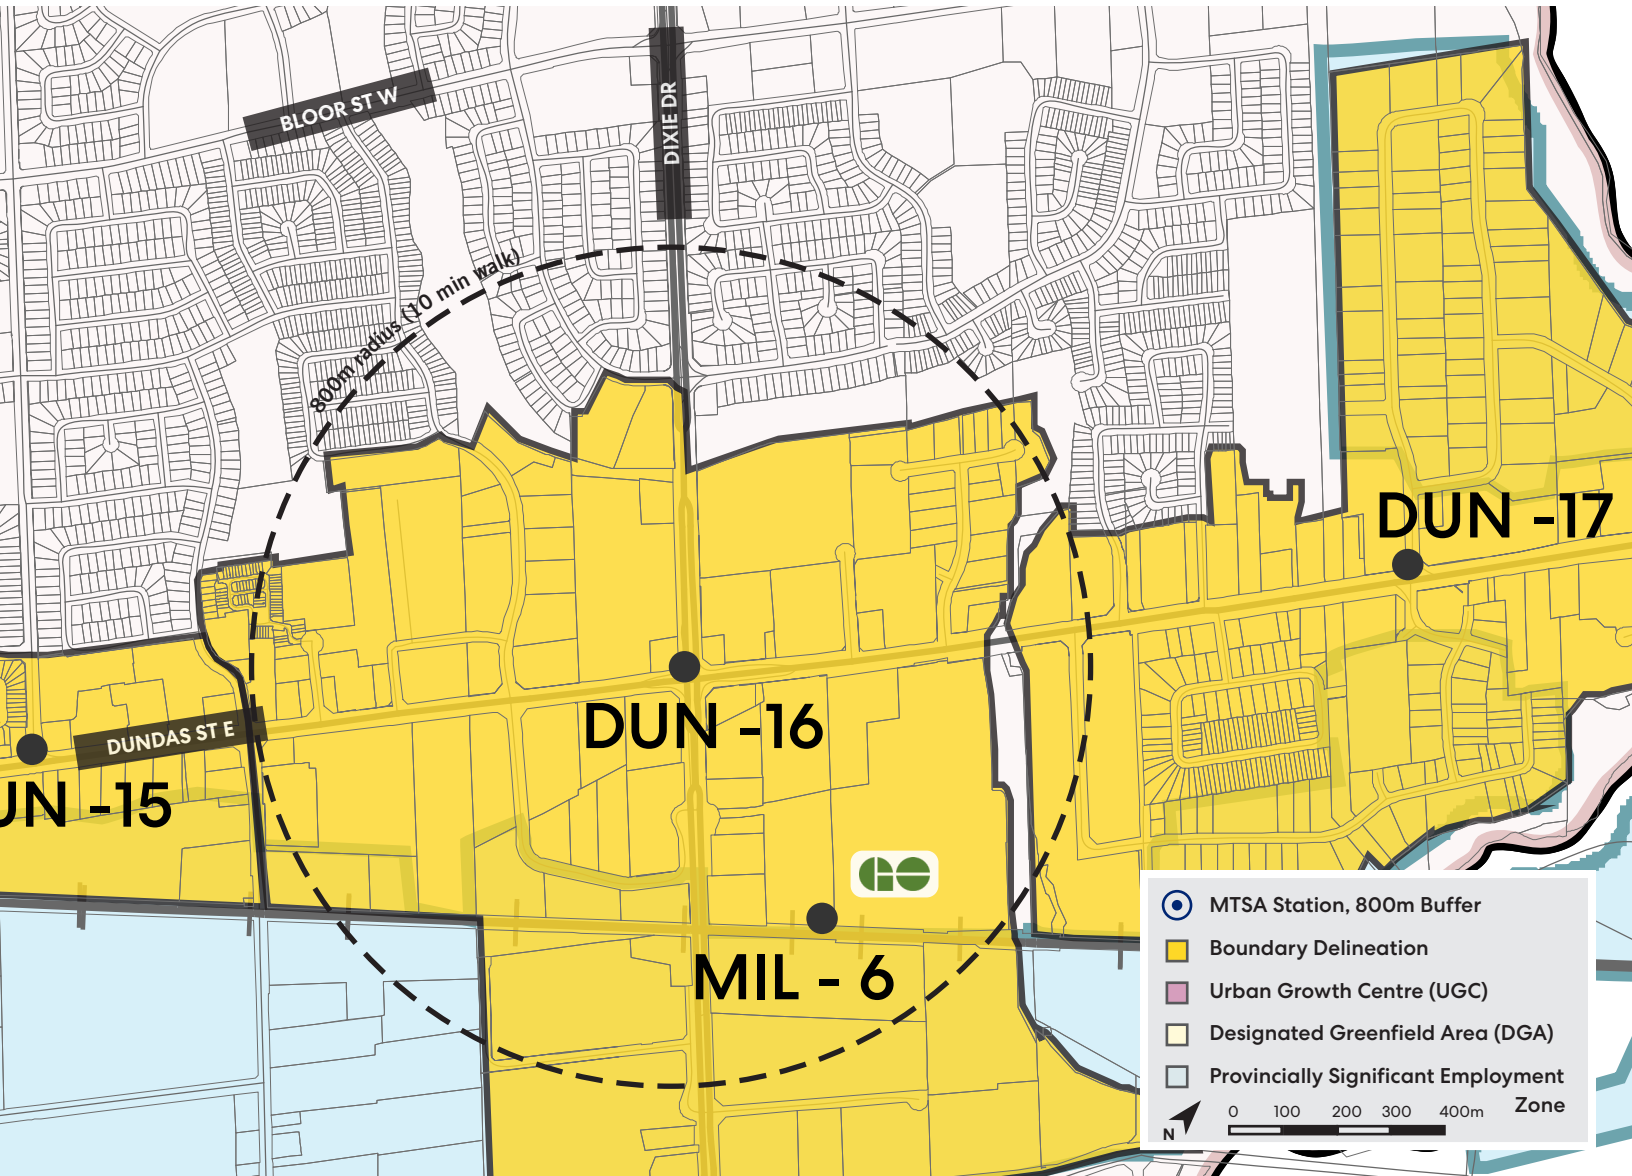 BLOOR ST W
DIXIE DR
800m radius (10 min walk)
DUN -17
DUN -16
DUNDAS ST E
UN -15
GO
MIL - 6
MTSA Station, 800m Buffer
Boundary Delineation
Urban Growth Centre (UGC)
Designated Greenfield Area (DGA)
Provincially Significant Employment
Zone
N
0 100 200 300 400m